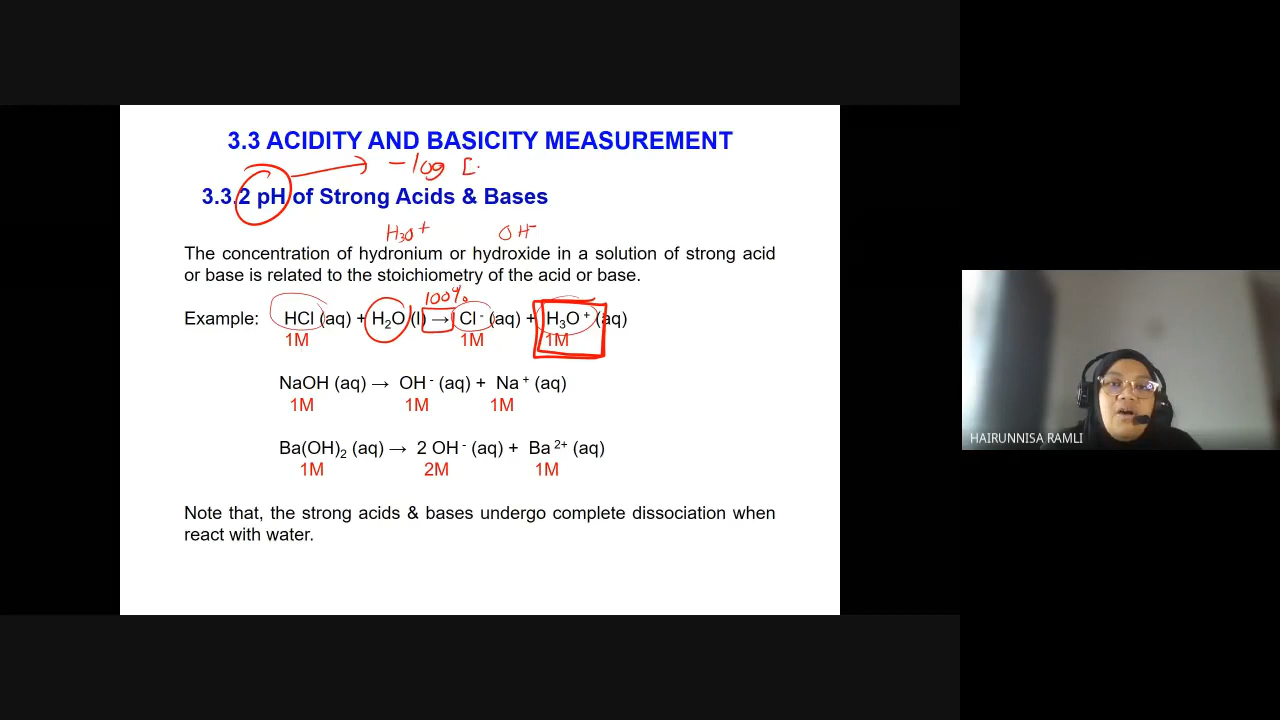 3.3 ACIDITY AND BASICITY MEASUREMENT
-log [
3.3.2 pH of Strong Acids & Bases
H₃O⁺ OH⁻
The concentration of hydronium or hydroxide in a solution of strong acid
or base is related to the stoichiometry of the acid or base.
100%
Example: HCl (aq) + H₂O (l) → Cl⁻ (aq) + H₃O⁺ (aq)
1M 1M 1M
NaOH (aq) → OH⁻ (aq) + Na⁺ (aq)
1M 1M 1M
Ba(OH)₂ (aq) → 2 OH⁻ (aq) + Ba²⁺ (aq)
1M 2M 1M
Note that, the strong acids & bases undergo complete dissociation when
react with water.
HAIRUNNISA RAMLI